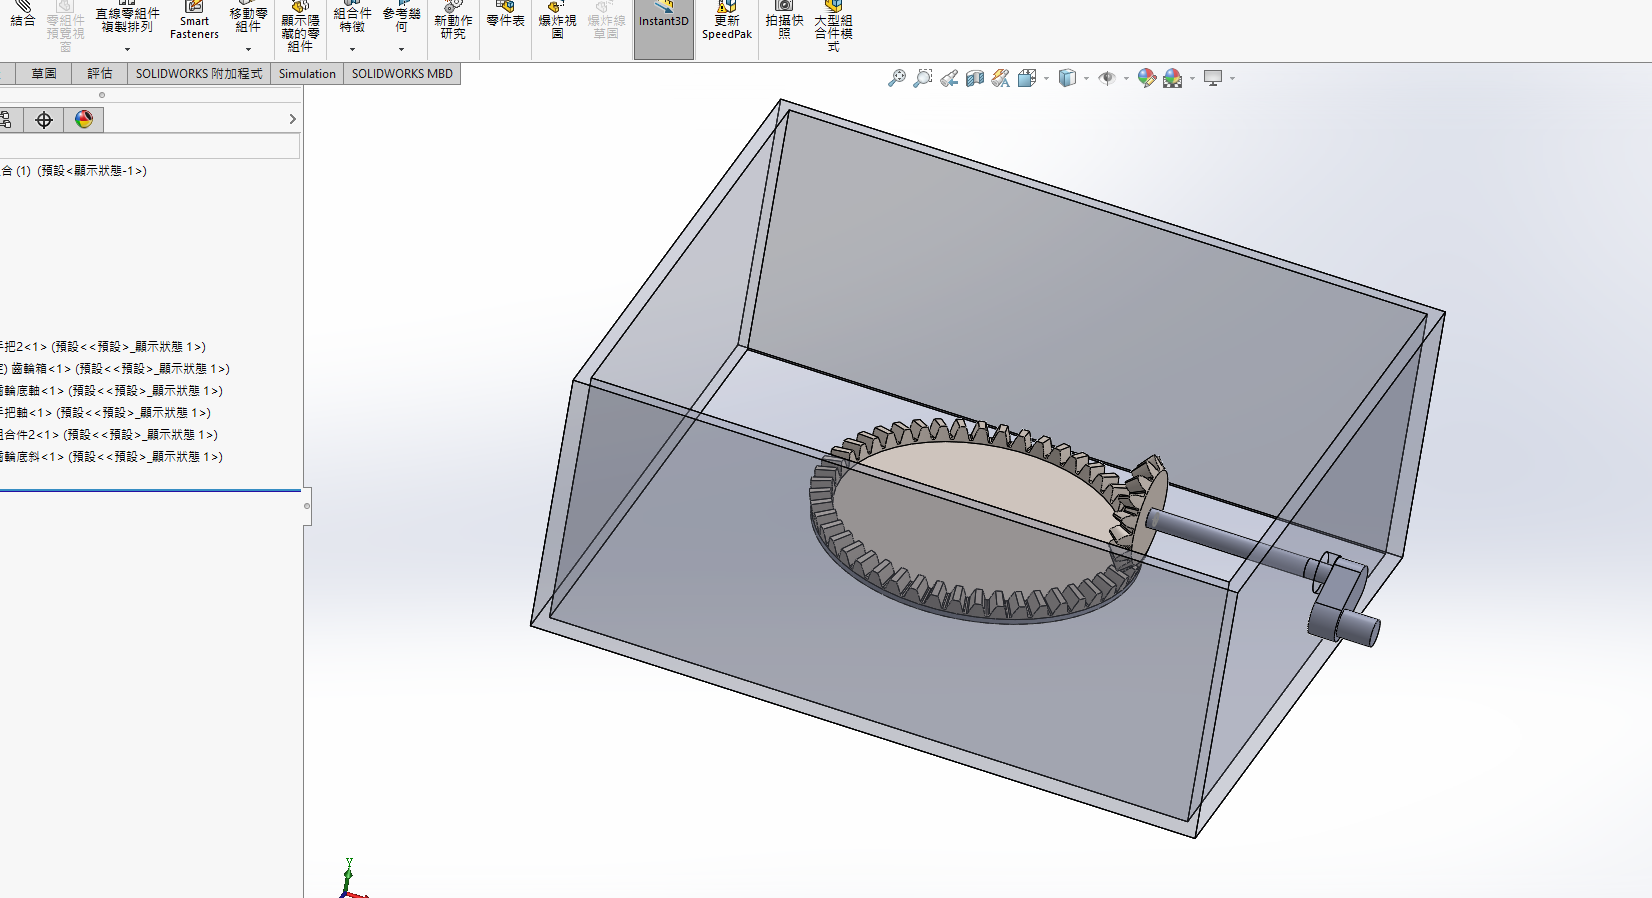 結合
零組件
預覽視
窗
直線零組件
複製排列
Smart
Fasteners
移動零
組件
顯示隱
藏的零
組件
組合件
特徵
參考幾
何
新動作
研究
零件表
爆炸視
圖
爆炸線
草圖
Instant3D
更新
SpeedPak
拍攝快
照
大型組
合件模
式
草圖
評估
SOLIDWORKS 附加程式
Simulation
SOLIDWORKS MBD
合 (1) (預設<顯示狀態-1>)
手把2<1> (預設<<預設>_顯示狀態 1>)
定) 齒輪箱<1> (預設<<預設>_顯示狀態 1>)
齒輪底軸<1> (預設<<預設>_顯示狀態 1>)
手把軸<1> (預設<<預設>_顯示狀態 1>)
組合件2<1> (預設<<預設>_顯示狀態 1>)
齒輪底斜<1> (預設<<預設>_顯示狀態 1>)
Y